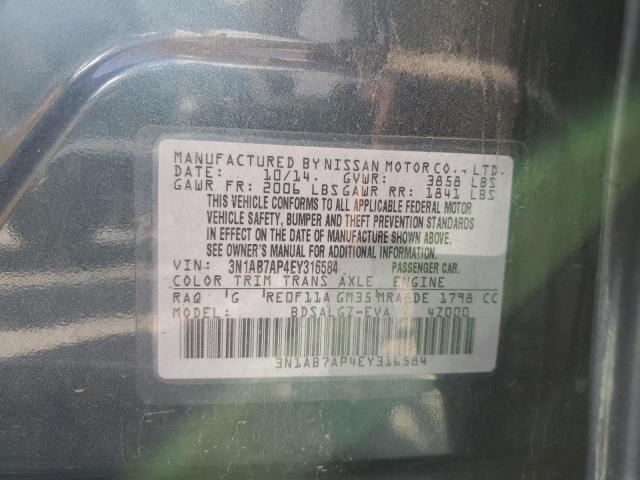 MANUFACTURED BY NISSAN MOTOR CO., LTD.
DATE: 10/14. GVWR: 3858 LBS
GAWR FR: 2006 LBS GAWR RR: 1841 LBS
THIS VEHICLE CONFORMS TO ALL APPLICABLE FEDERAL MOTOR
VEHICLE SAFETY, BUMPER AND THEFT PREVENTION STANDARDS
IN EFFECT ON THE DATE OF MANUFACTURE SHOWN ABOVE.
SEE OWNER'S MANUAL FOR ADDITIONAL INFORMATION.
VIN: 3N1AB7AP4EY316584 PASSENGER CAR.
COLOR TRIM TRANS AXLE ENGINE
RAQ G RE0F11A GM35 MRA8DE 1798 CC
MODEL: BDSALGZ-EVA 4Z000
3N1AB7AP4EY316584